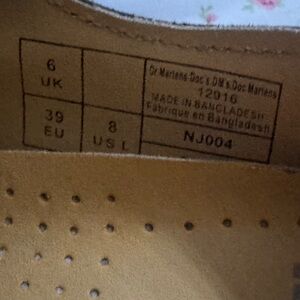 6
UK
39
EU
8
US L
Dr Martens·Doc's·DM's·Doc Martens
12916
MADE IN BANGLADESH
Fabriqué en Bangladesh
NJ004